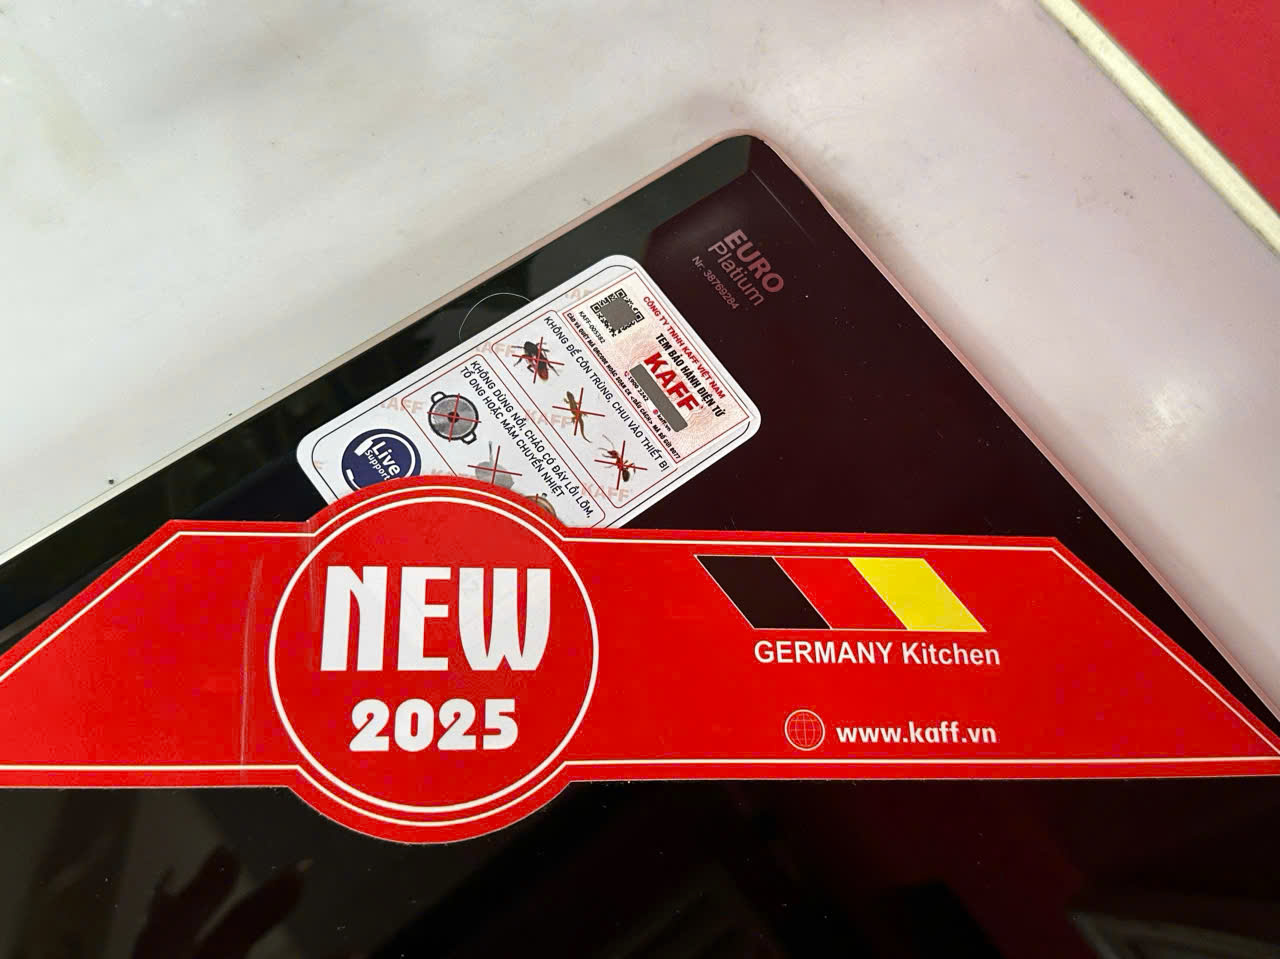 EURO
Platium
Nr 38769284
CÔNG TY TNHH KAFF VIỆT NAM
TEM BẢO HÀNH ĐIỆN TỬ
KAFF
KAFF-005382
KHÔNG ĐỂ CÔN TRÙNG, CHUI VÀO THIẾT BỊ
KHÔNG DÙNG NỒI, CHẢO CÓ ĐÁY LỒI LÕM,
TỔ ONG HOẶC MÂM CHUYỂN NHIỆT
Live
Support
NEW
2025
GERMANY Kitchen
www.kaff.vn